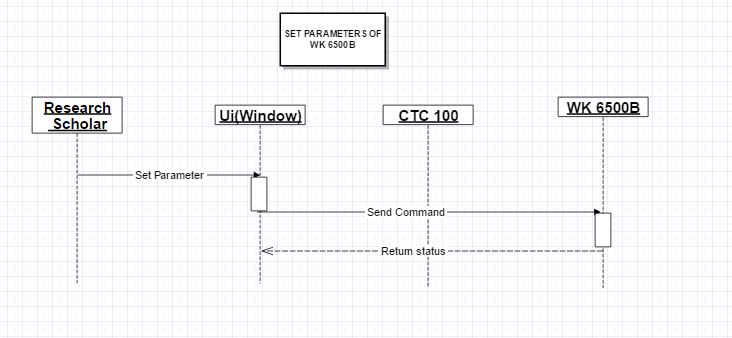 SET PARAMETERS OF
WK 6500B
Research
Scholar
Ui(Window)
CTC 100
WK 6500B
Set Parameter
Send Command
Return status